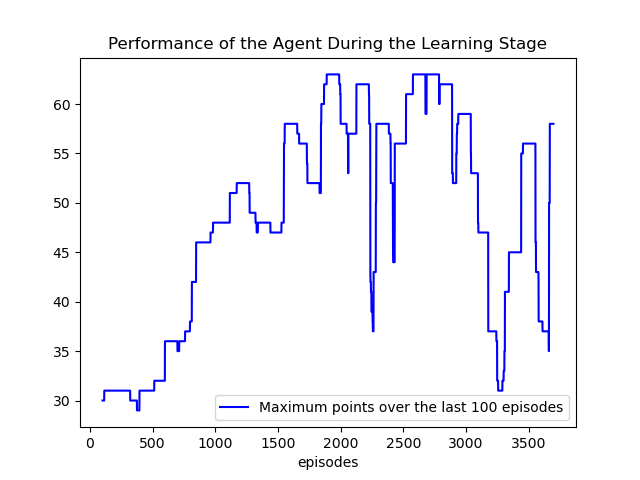 Performance of the Agent During the Learning Stage
60
55
50
45
40
35
30
Maximum points over the last 100 episodes
0 500 1000 1500 2000 2500 3000 3500
episodes